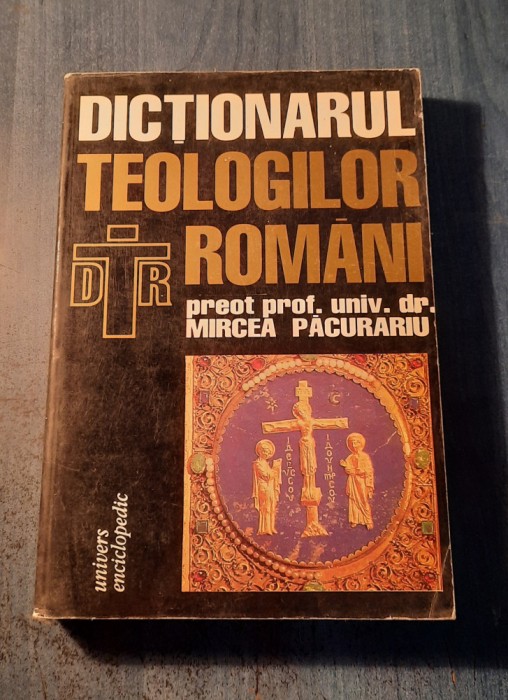 DICȚIONARUL
TEOLOGILOR
ROMÂNI
DTR
preot prof. univ. dr.
MIRCEA PĂCURARIU
univers
enciclopedic